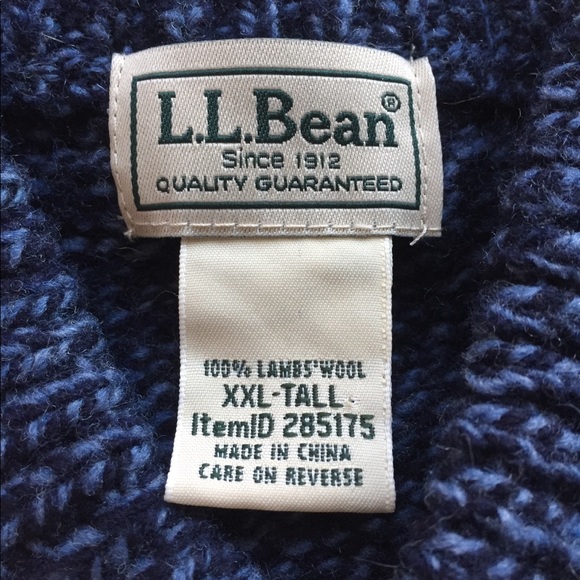 L.L.Bean®
Since 1912
QUALITY GUARANTEED
100% LAMBS'WOOL
XXL-TALL
ItemID 285175
MADE IN CHINA
CARE ON REVERSE